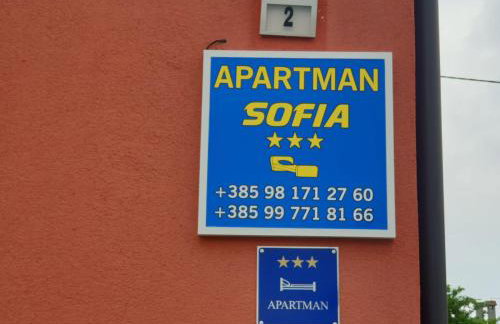 2
APARTMAN
SOFIA
+385 98 171 27 60
+385 99 771 81 66
APARTMAN